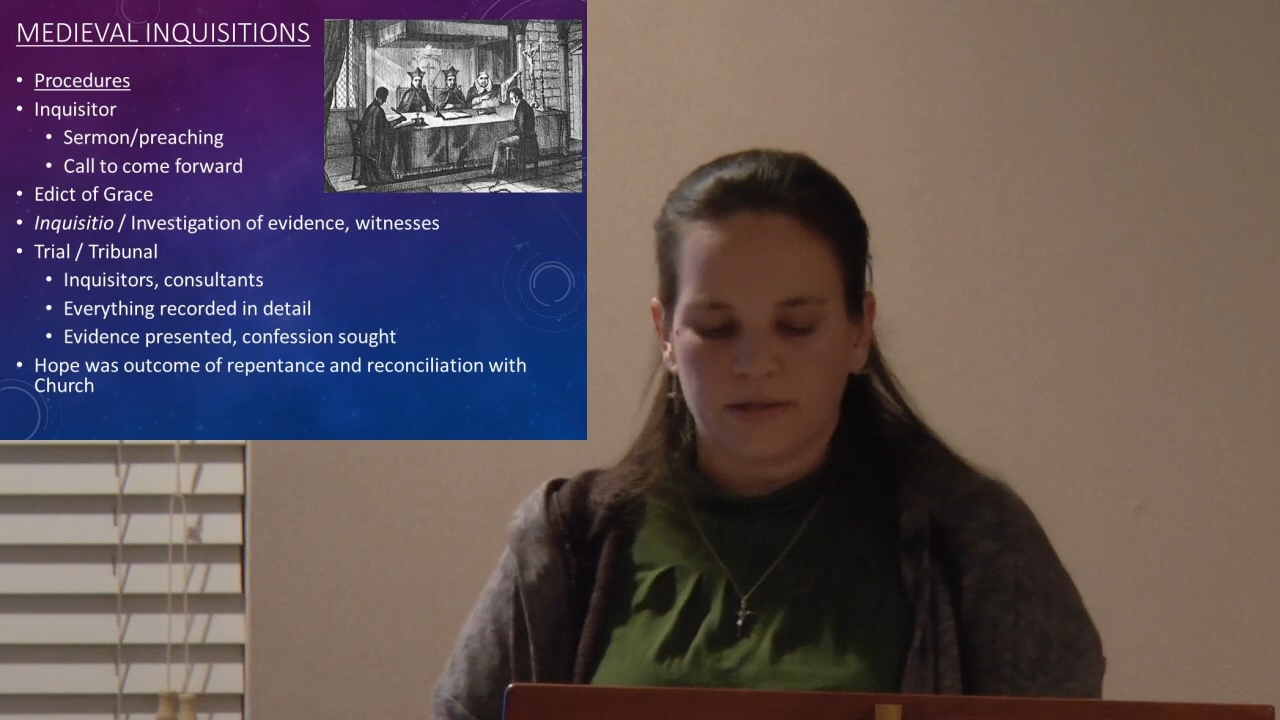 MEDIEVAL INQUISITIONS
• Procedures
• Inquisitor
• Sermon/preaching
• Call to come forward
• Edict of Grace
• Inquisitio / Investigation of evidence, witnesses
• Trial / Tribunal
• Inquisitors, consultants
• Everything recorded in detail
• Evidence presented, confession sought
• Hope was outcome of repentance and reconciliation with
Church